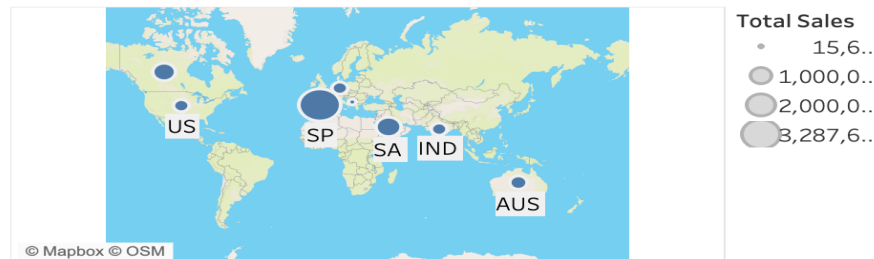 Total Sales
15,6..
1,000,0..
2,000,0..
3,287,6..
US
SP
SA
IND
AUS
© Mapbox © OSM